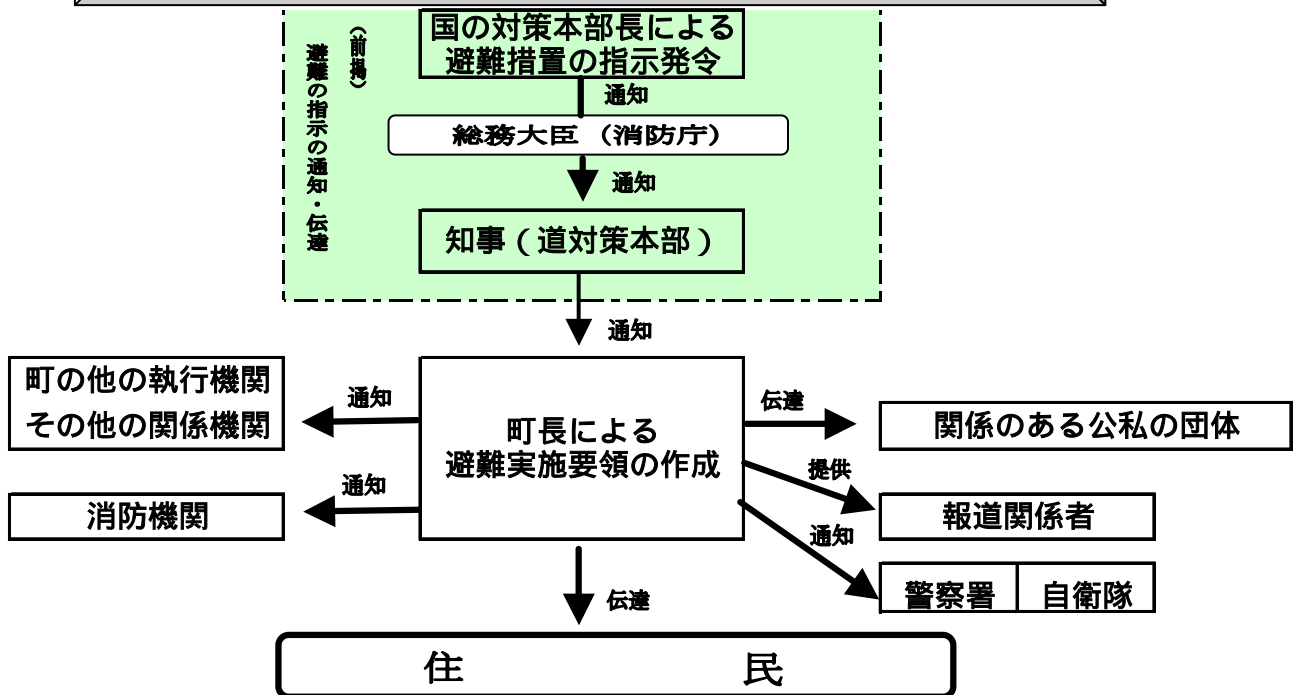 国の対策本部長による
避難措置の指示発令
(前掲)
避難の指示の通知・伝達
通知
総務大臣（消防庁）
通知
知事（道対策本部）
通知
町の他の執行機関
その他の関係機関
通知
町長による
避難実施要領の作成
伝達
関係のある公私の団体
提供
報道関係者
通知
消防機関
通知
警察署
自衛隊
伝達
住民